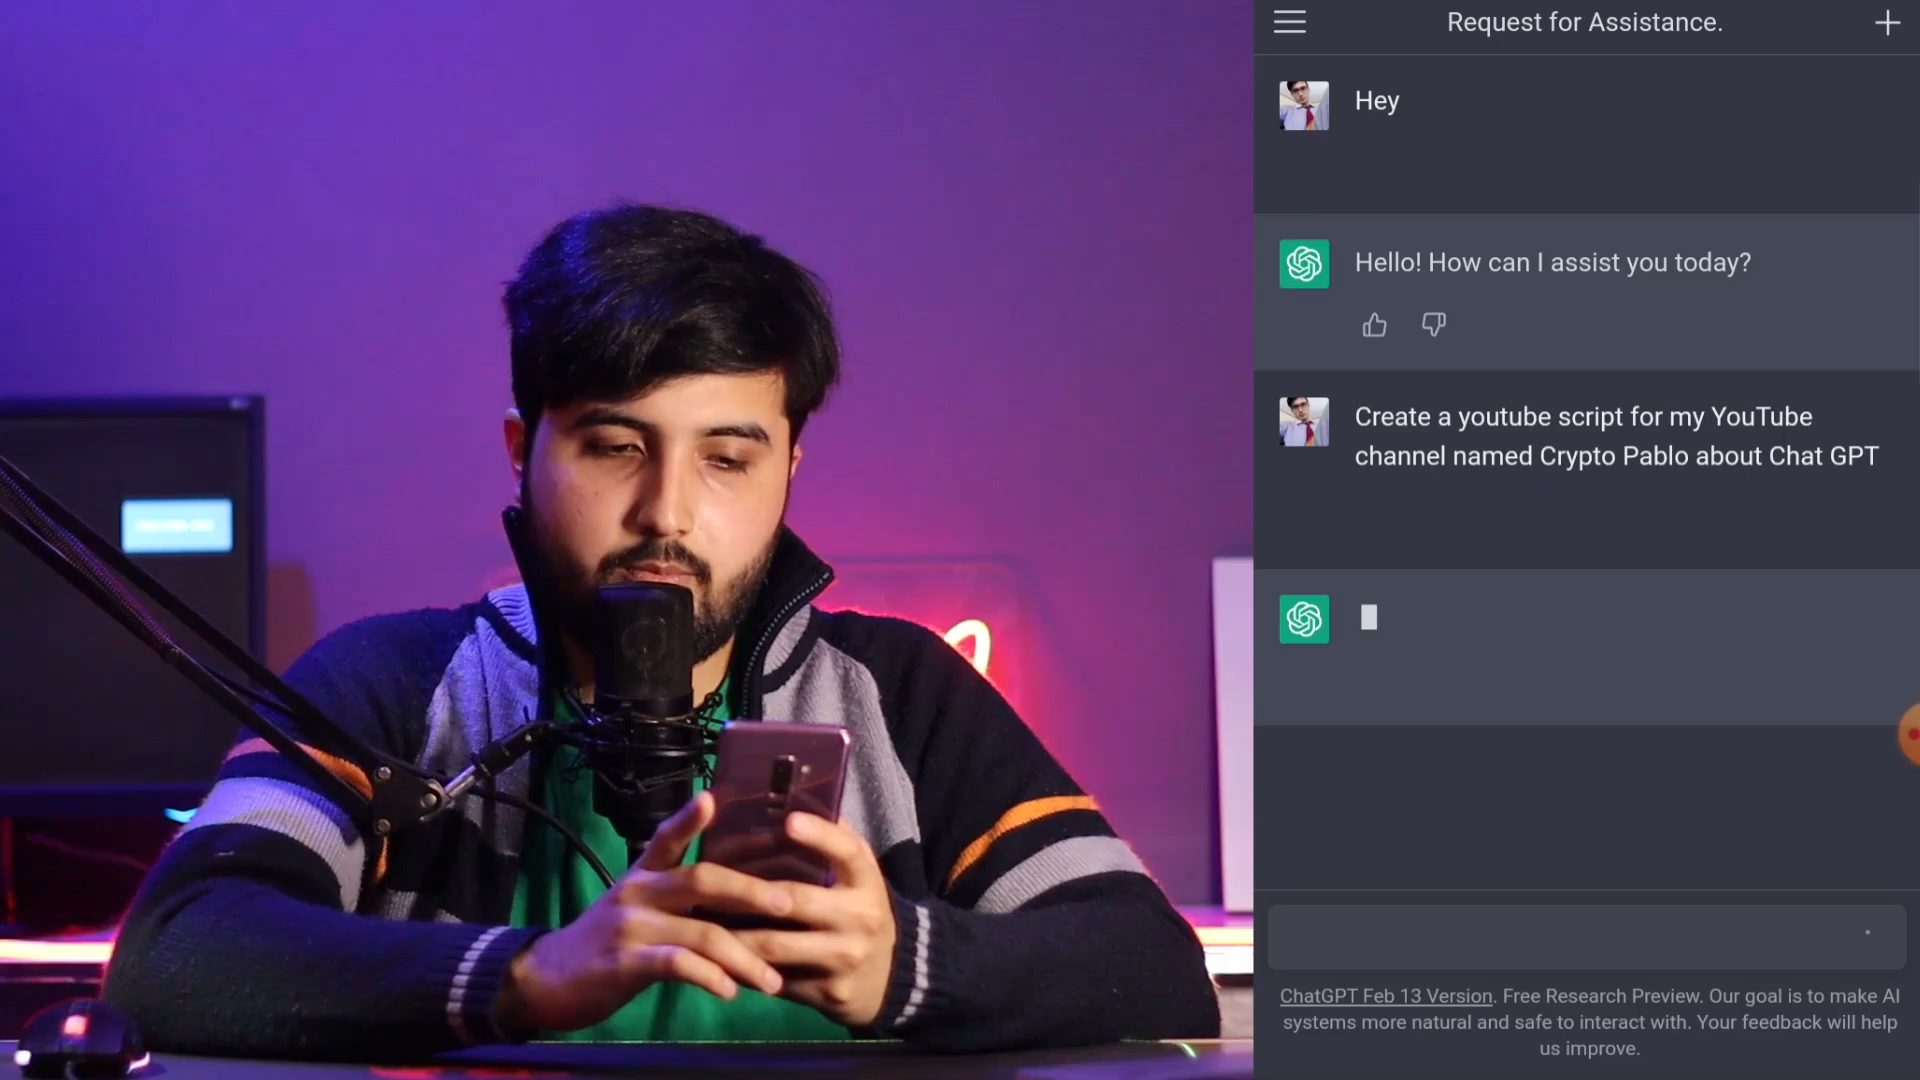 Request for Assistance.
Hey
Hello! How can I assist you today?
Create a youtube script for my YouTube
channel named Crypto Pablo about Chat GPT
ChatGPT Feb 13 Version. Free Research Preview. Our goal is to make AI
systems more natural and safe to interact with. Your feedback will help
us improve.